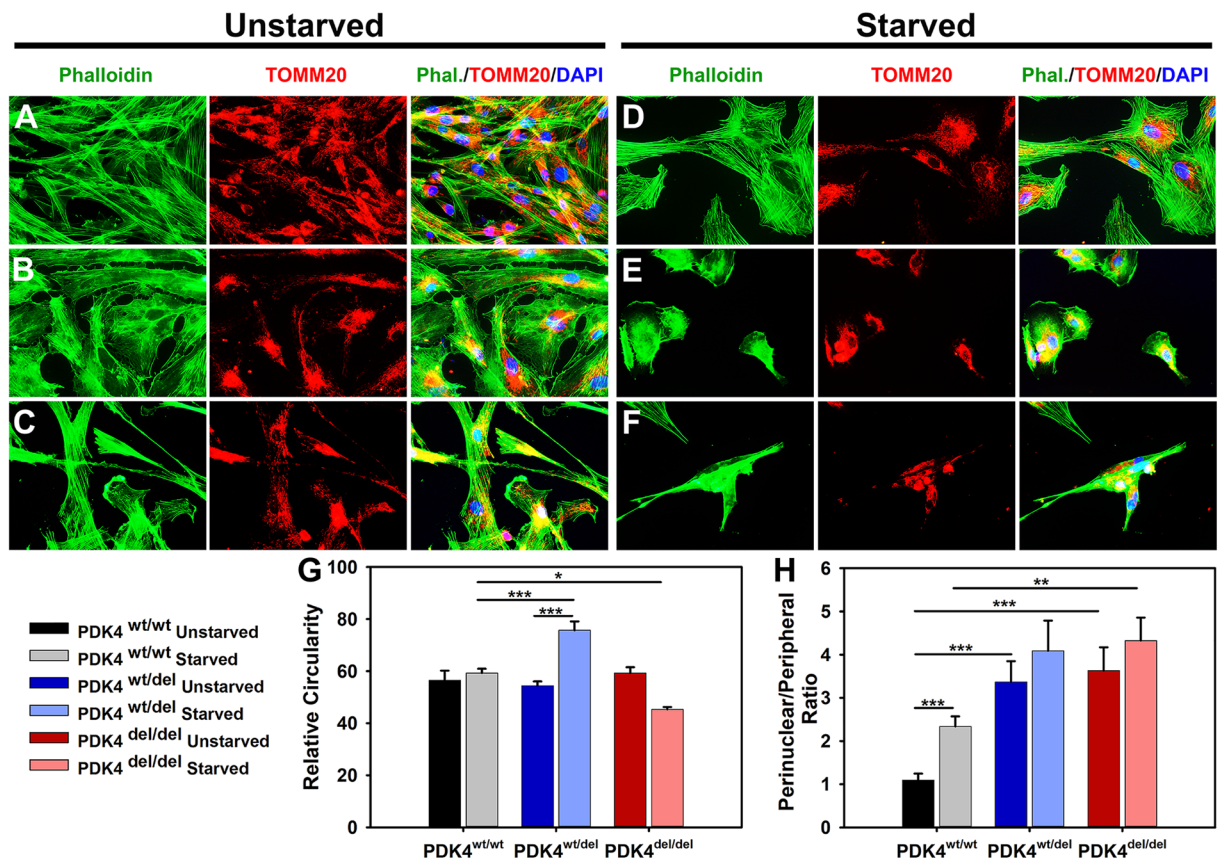 Unstarved
Starved
Phalloidin TOMM20 Phal./TOMM20/DAPI
Phalloidin TOMM20 Phal./TOMM20/DAPI
A
D
B
E
C
F
PDK4 wt/wt Unstarved
PDK4 wt/wt Starved
PDK4 wt/del Unstarved
PDK4 wt/del Starved
PDK4 del/del Unstarved
PDK4 del/del Starved
G
Relative Circularity
100
80
60
40
20
0
*
***
***
PDK4wt/wt PDK4wt/del PDK4del/del
H
Perinuclear/Peripheral
Ratio
6
5
4
3
2
1
0
**
***
***
***
PDK4wt/wt PDK4wt/del PDK4del/del